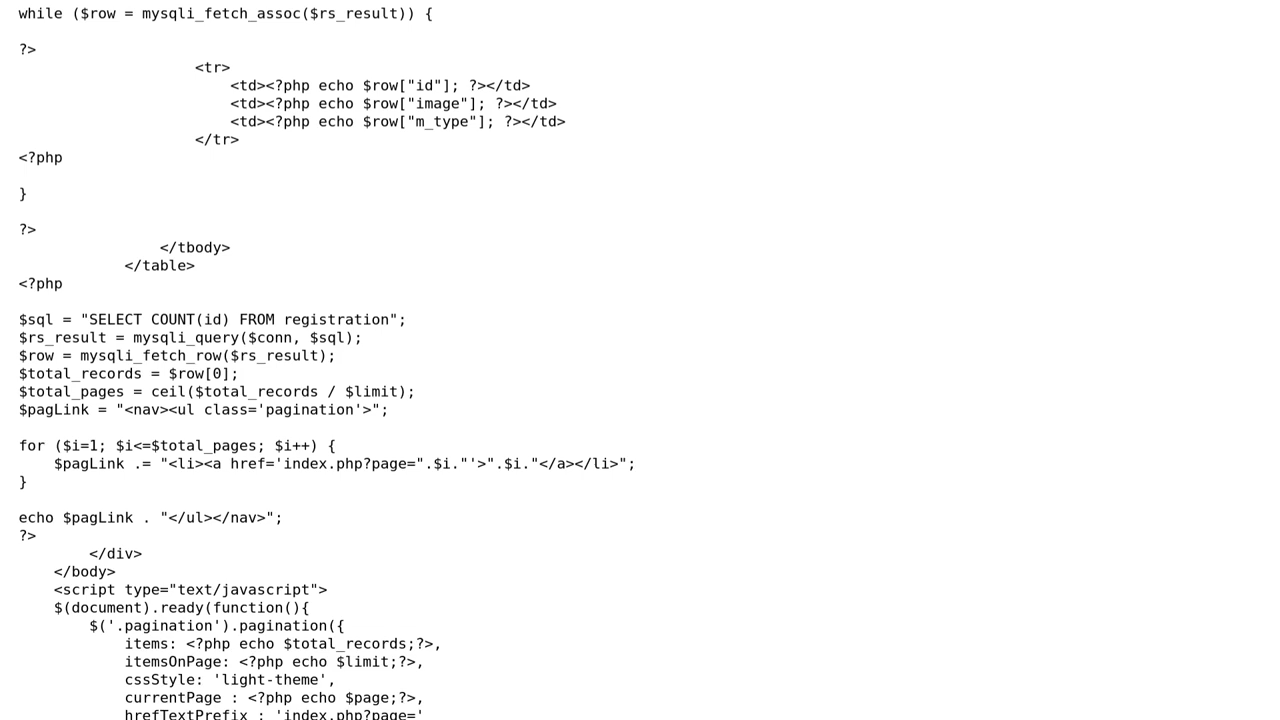 while ($row = mysqli_fetch_assoc($rs_result)) {
?>
<tr>
<td><?php echo $row["id"]; ?></td>
<td><?php echo $row["image"]; ?></td>
<td><?php echo $row["m_type"]; ?></td>
</tr>
<?php
}
?>
</tbody>
</table>
<?php
$sql = "SELECT COUNT(id) FROM registration";
$rs_result = mysqli_query($conn, $sql);
$row = mysqli_fetch_row($rs_result);
$total_records = $row[0];
$total_pages = ceil($total_records / $limit);
$pagLink = "<nav><ul class='pagination'>";
for ($i=1; $i<=$total_pages; $i++) {
$pagLink .= "<li><a href='index.php?page=".$i."'>".$i."</a></li>";
}
echo $pagLink . "</ul></nav>";
?>
</div>
</body>
<script type="text/javascript">
$(document).ready(function(){
$('.pagination').pagination({
items: <?php echo $total_records;?>,
itemsOnPage: <?php echo $limit;?>,
cssStyle: 'light-theme',
currentPage : <?php echo $page;?>,
hrefTextPrefix : 'index.php?page='